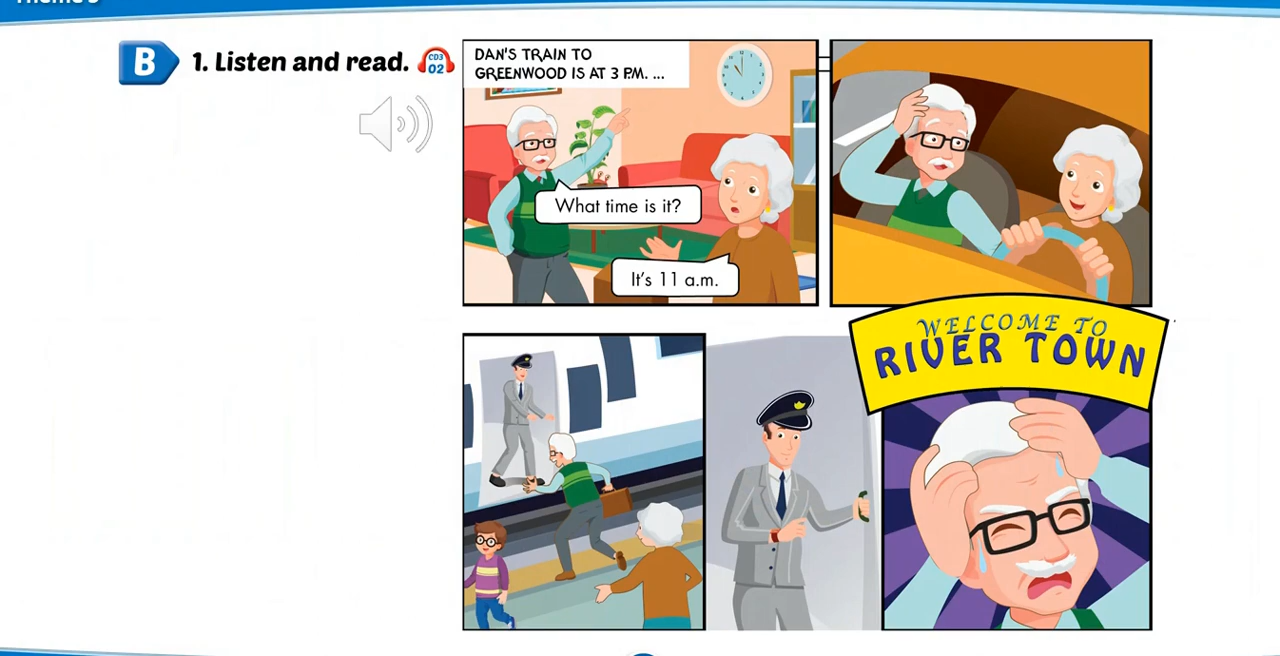 B
1. Listen and read.
CD3
02
DAN'S TRAIN TO
GREENWOOD IS AT 3 P.M. ...
What time is it?
It's 11 a.m.
WELCOME TO
RIVER TOWN